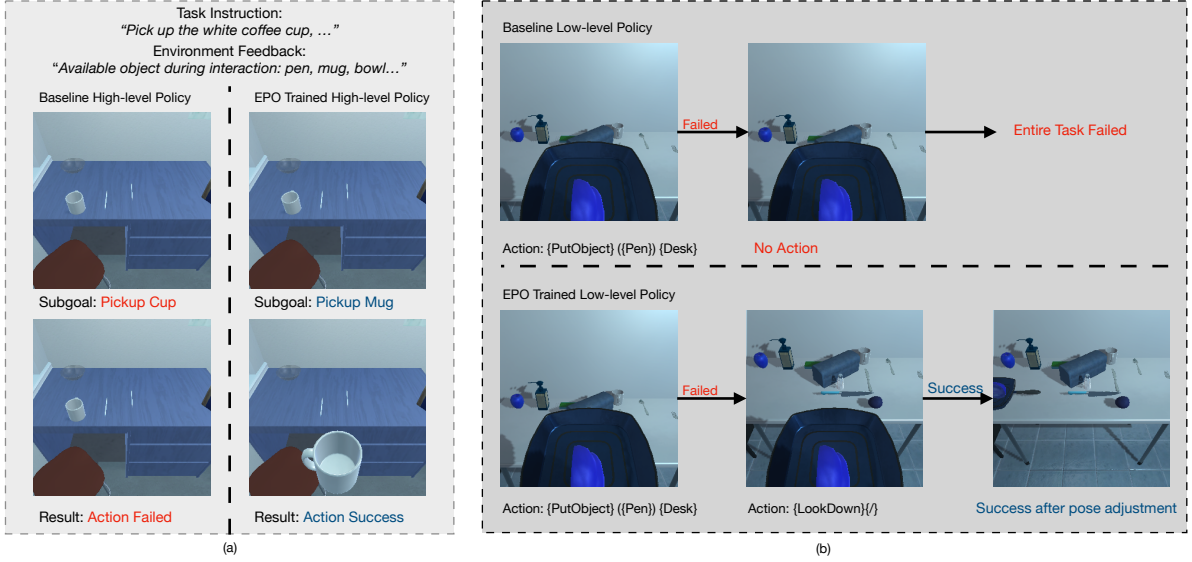 Task Instruction:
“Pick up the white coffee cup, …”
Environment Feedback:
“Available object during interaction: pen, mug, bowl…”
Baseline High-level Policy
EPO Trained High-level Policy
Subgoal: Pickup Cup
Subgoal: Pickup Mug
Result: Action Failed
Result: Action Success
(a)
Baseline Low-level Policy
Failed
Entire Task Failed
Action: {PutObject} ({Pen}) {Desk}
No Action
EPO Trained Low-level Policy
Failed
Success
Action: {PutObject} ({Pen}) {Desk}
Action: {LookDown}{/}
Success after pose adjustment
(b)